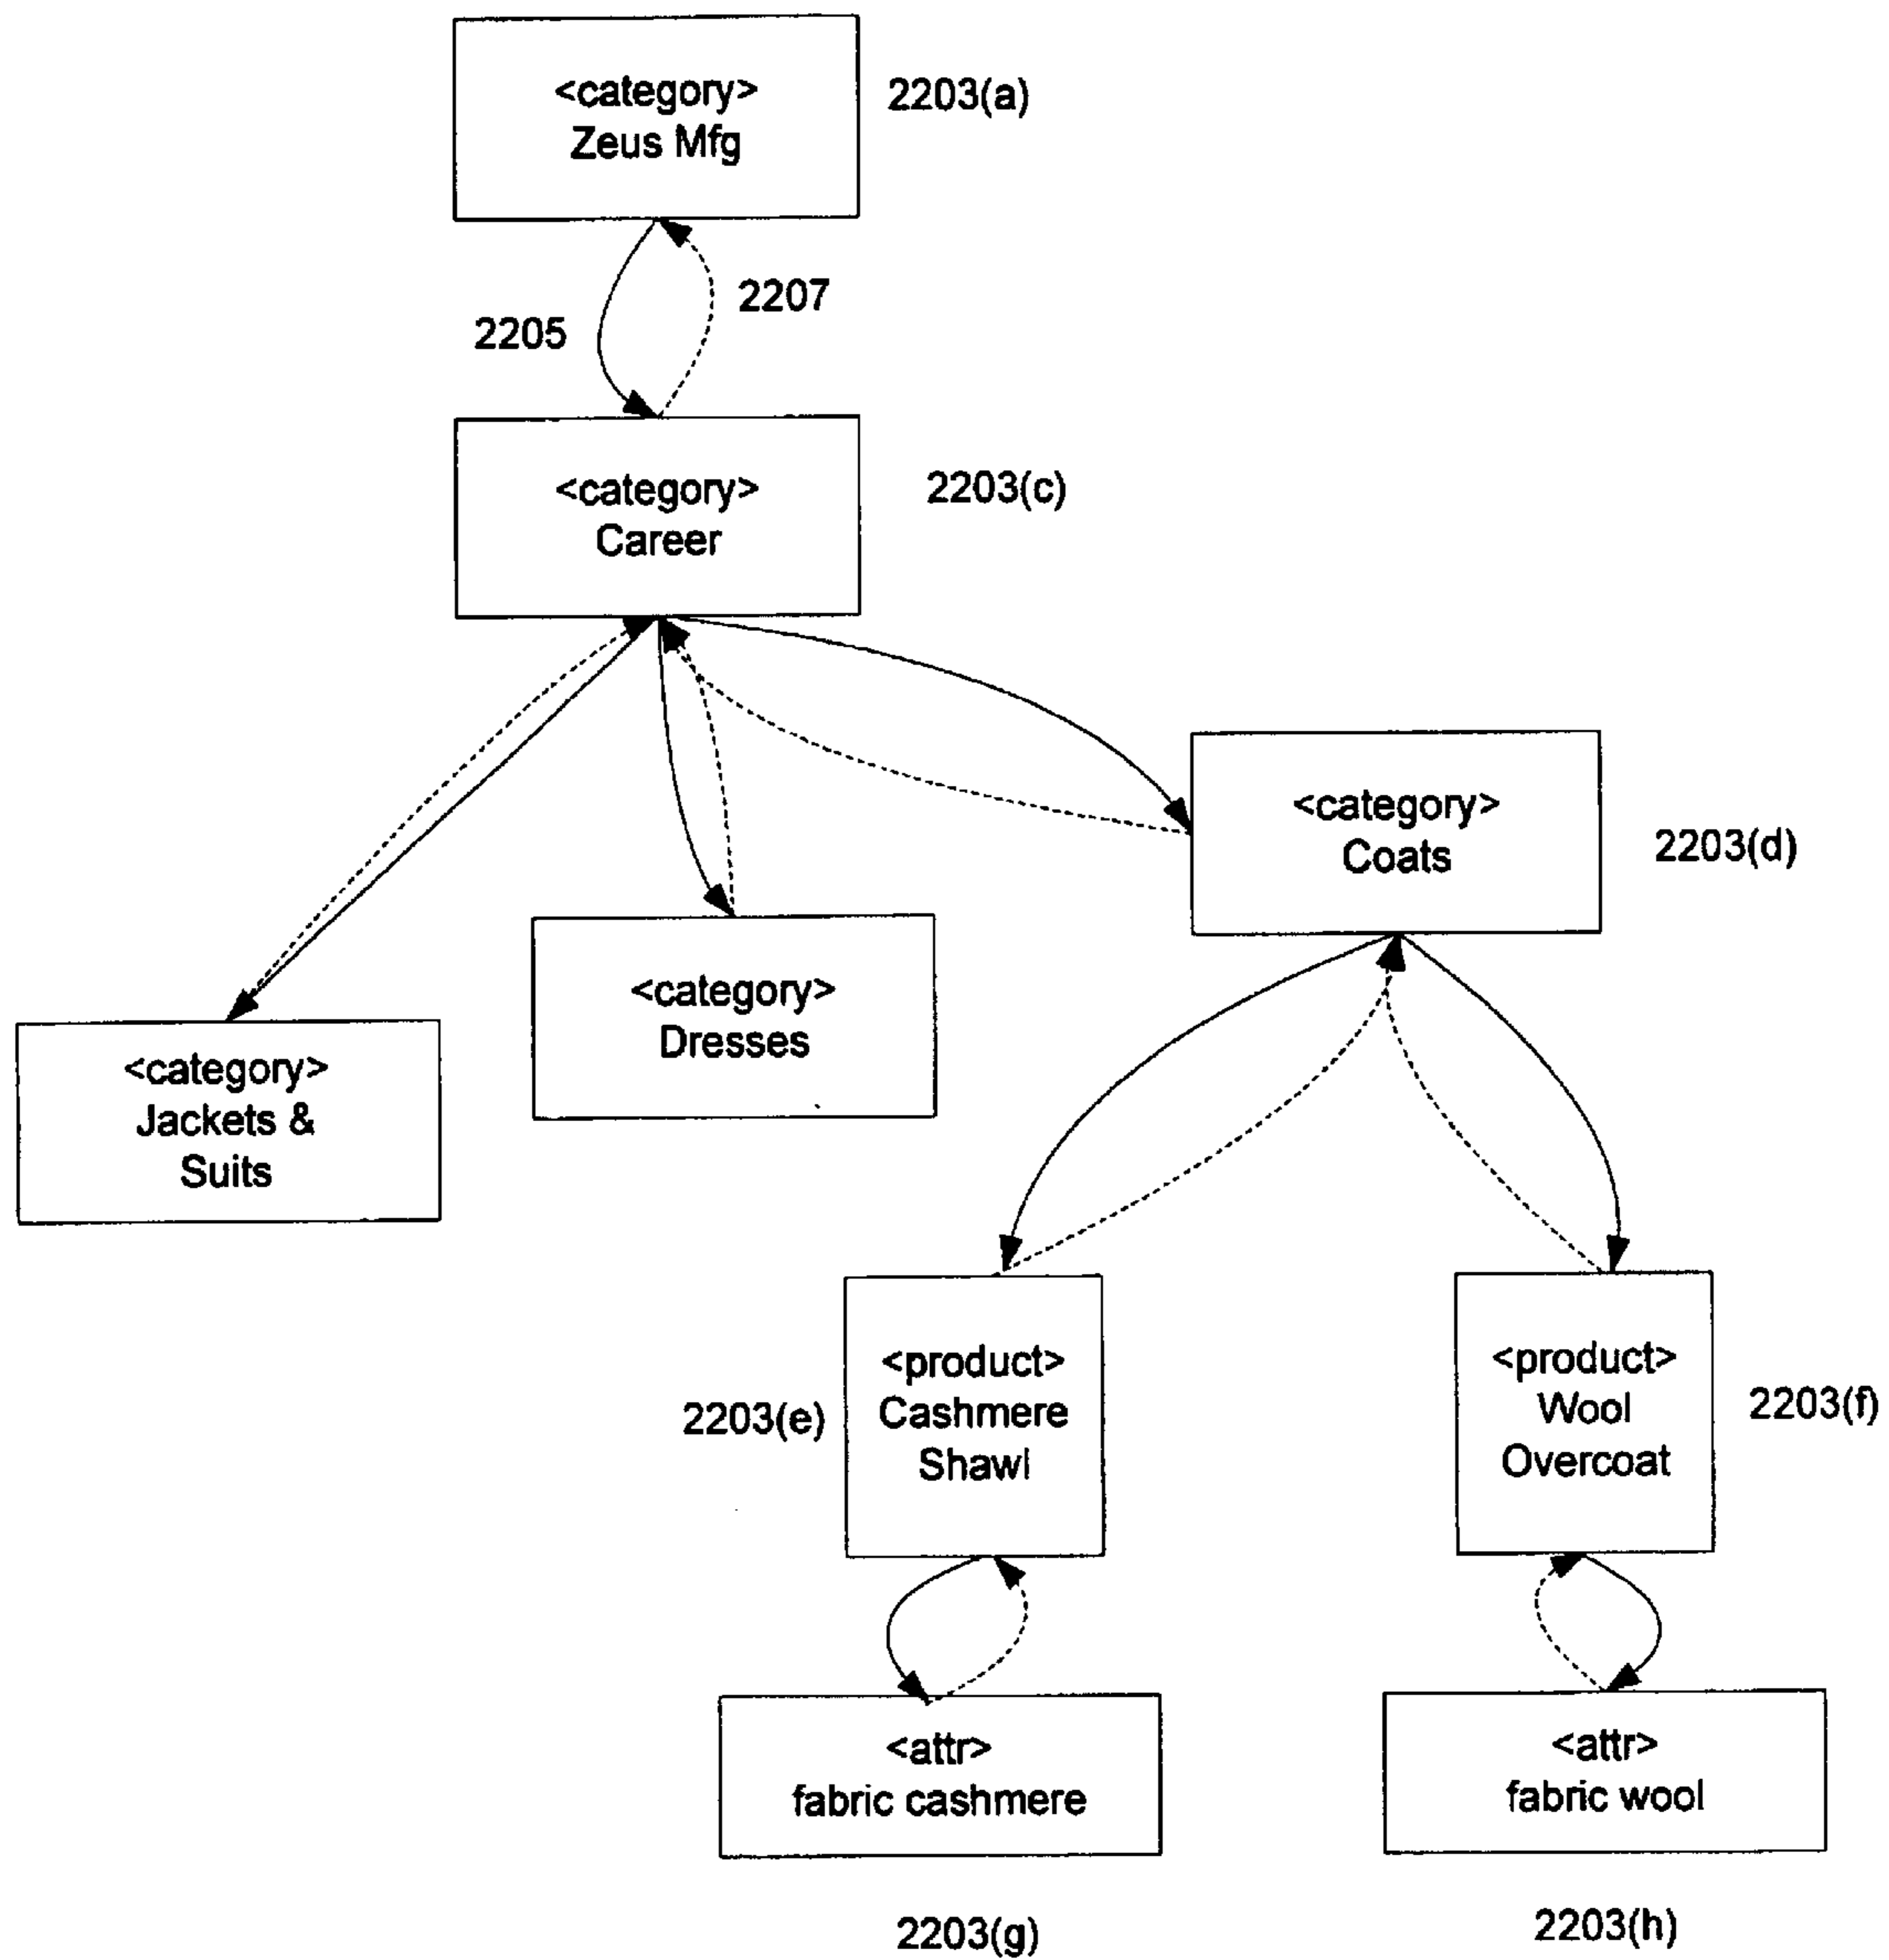 <category>
Zeus Mfg
2203(a)
2207
2205
<category>
Career
2203(c)
<category>
Coats
2203(d)
<category>
Dresses
<category>
Jackets &
Suits
<product>
Cashmere
Shawl
2203(e)
<product>
Wool
Overcoat
2203(f)
<attr>
fabric cashmere
<attr>
fabric wool
2203(g)
2203(h)